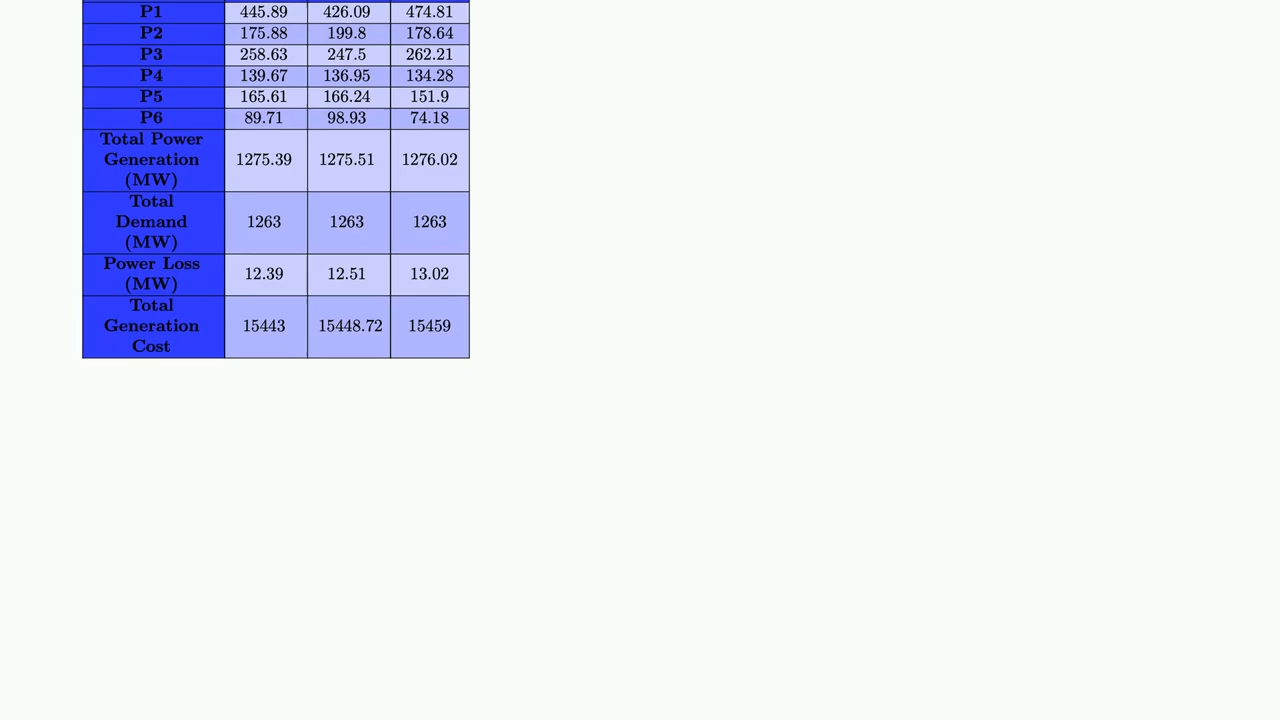 P1 445.89 426.09 474.81
P2 175.88 199.8 178.64
P3 258.63 247.5 262.21
P4 139.67 136.95 134.28
P5 165.61 166.24 151.9
P6 89.71 98.93 74.18
Total Power
Generation 1275.39 1275.51 1276.02
(MW)
Total
Demand 1263 1263 1263
(MW)
Power Loss
(MW) 12.39 12.51 13.02
Total
Generation 15443 15448.72 15459
Cost